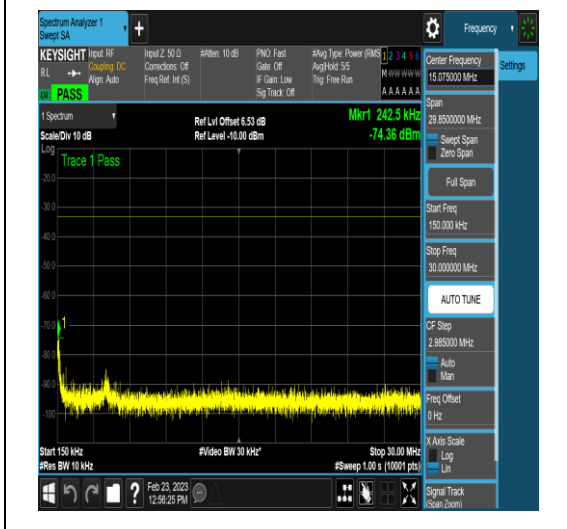 Spectrum Analyzer 1
Swept SA
+
Frequency
KEYSIGHT
RL
PASS
Input: RF
Coupling: DC
Align: Auto
Input Z: 50 Ω
Corrections: Off
Freq Ref: Int (S)
#Atten: 10 dB
PNO: Fast
Gate: Off
IF Gain: Low
Sig Track: Off
#Avg Type: Power (RMS
Avg|Hold: 5/5
Trig: Free Run
1 2 3 4 5 6
M W W W W W
A A A A A A
1 Spectrum
Scale/Div 10 dB
Log
Ref Lvl Offset 6.53 dB
Ref Level -10.00 dBm
Mkr1 242.5 kHz
-74.36 dBm
Trace 1 Pass
-20.0
-30.0
-40.0
-50.0
-60.0
-70.0
-80.0
-90.0
-100
1
Start 150 kHz
#Res BW 10 kHz
#Video BW 30 kHz*
Stop 30.00 MHz
#Sweep 1.00 s (10001 pts)
?
Feb 23, 2023
12:56:25 PM
Center Frequency
15.075000 MHz
Settings
Span
29.8500000 MHz
Swept Span
Zero Span
Full Span
Start Freq
150.000 kHz
Stop Freq
30.000000 MHz
AUTO TUNE
CF Step
2.985000 MHz
Auto
Man
Freq Offset
0 Hz
X Axis Scale
Log
Lin
Signal Track
(Span Zoom)